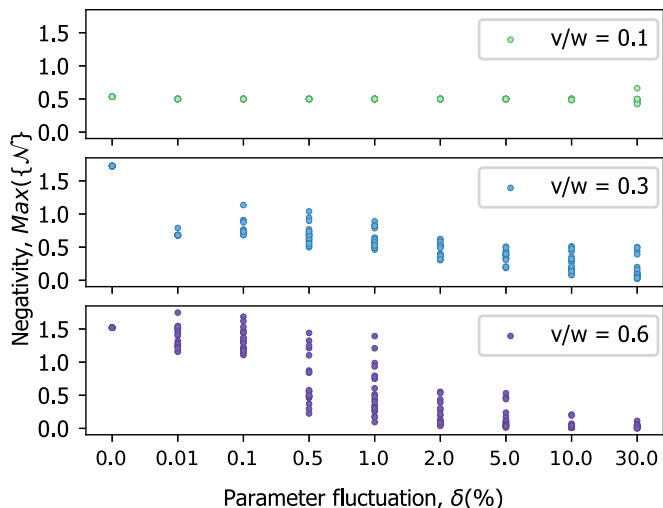 1.5
1.0
0.5
0.0
v/w = 0.1
1.5
1.0
0.5
0.0
v/w = 0.3
1.5
1.0
0.5
0.0
v/w = 0.6
Negativity, Max({𝒩}
0.0 0.01 0.1 0.5 1.0 2.0 5.0 10.0 30.0
Parameter fluctuation, δ(%)